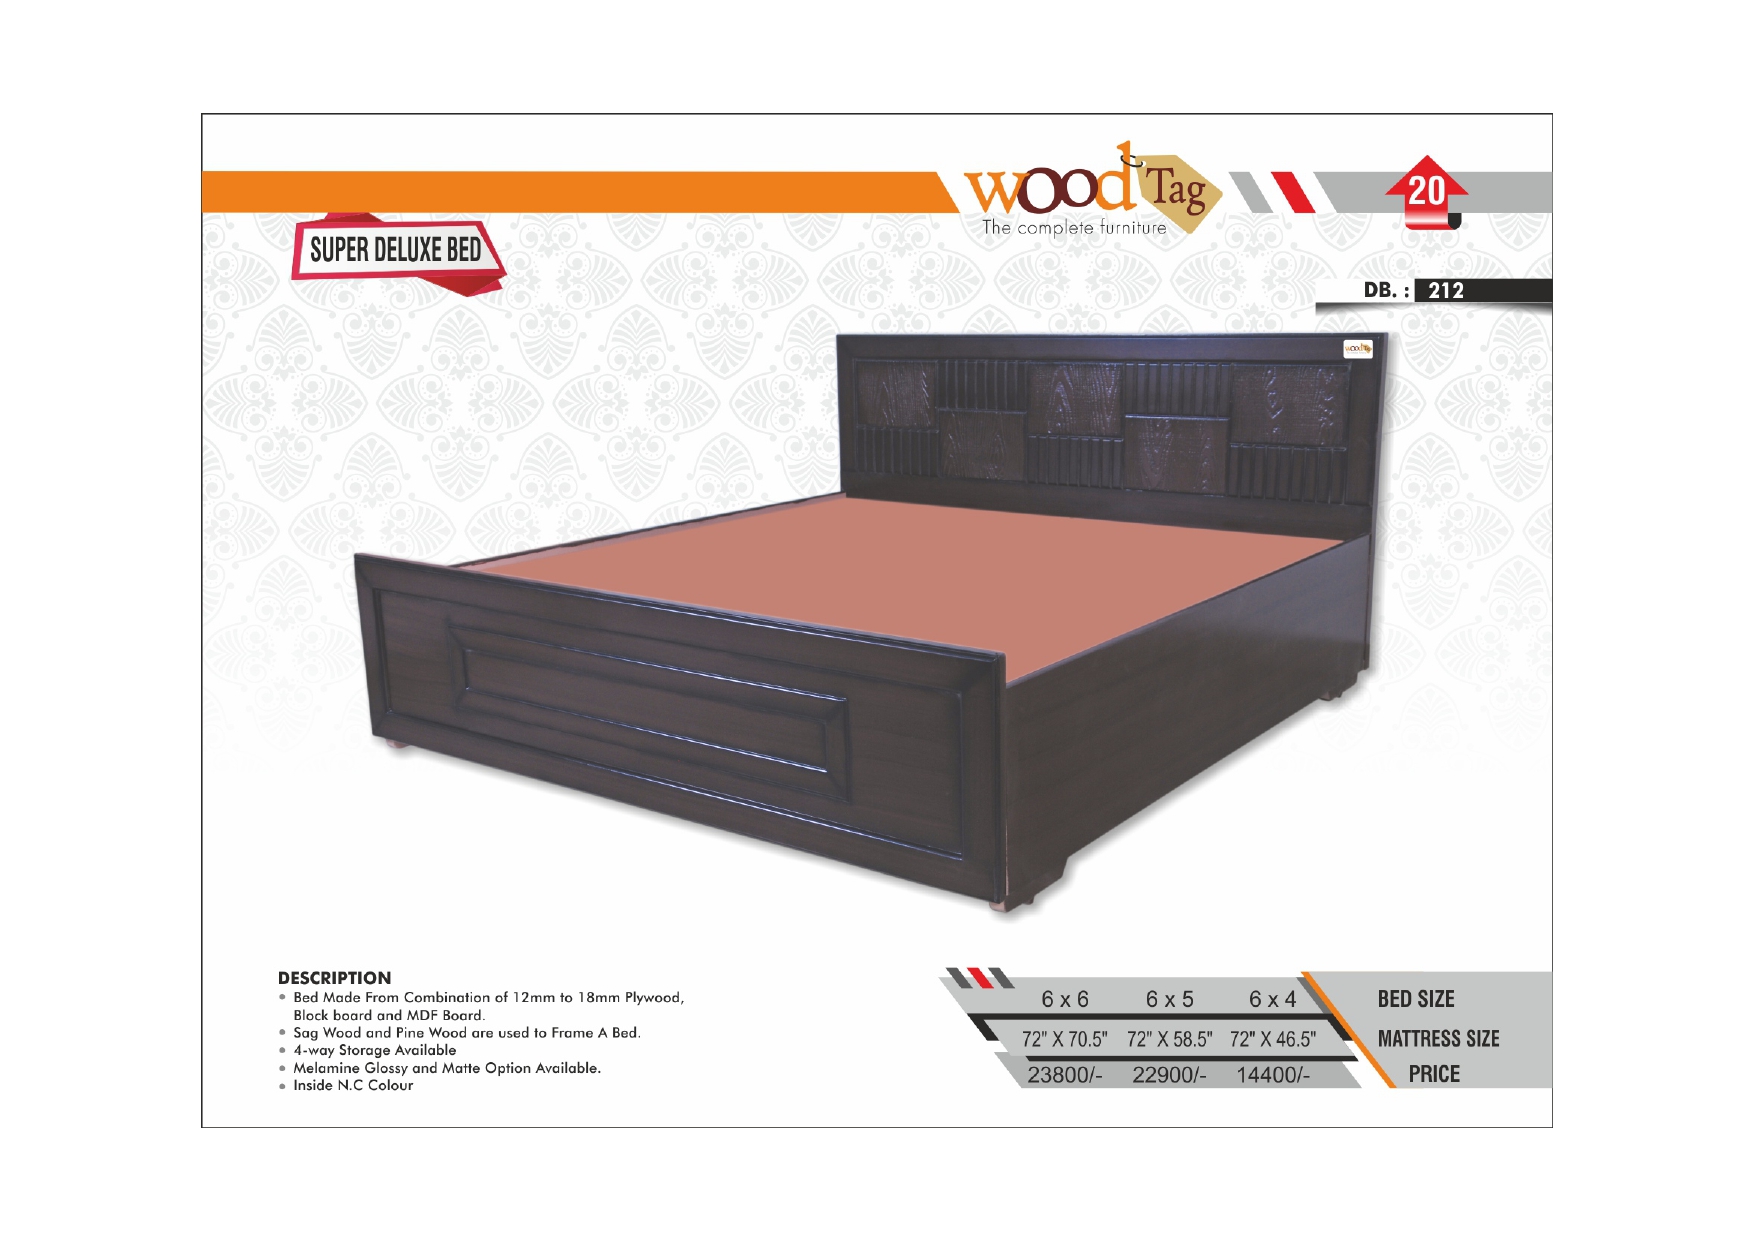 wood Tag
The complete furniture
20
SUPER DELUXE BED
DB. : 212
wood Tag
DESCRIPTION
• Bed Made From Combination of 12mm to 18mm Plywood,
Block board and MDF Board.
• Sag Wood and Pine Wood are used to Frame A Bed.
• 4-way Storage Available
• Melamine Glossy and Matte Option Available.
• Inside N.C Colour
6 x 6 6 x 5 6 x 4 BED SIZE
72" X 70.5" 72" X 58.5" 72" X 46.5" MATTRESS SIZE
23800/- 22900/- 14400/- PRICE